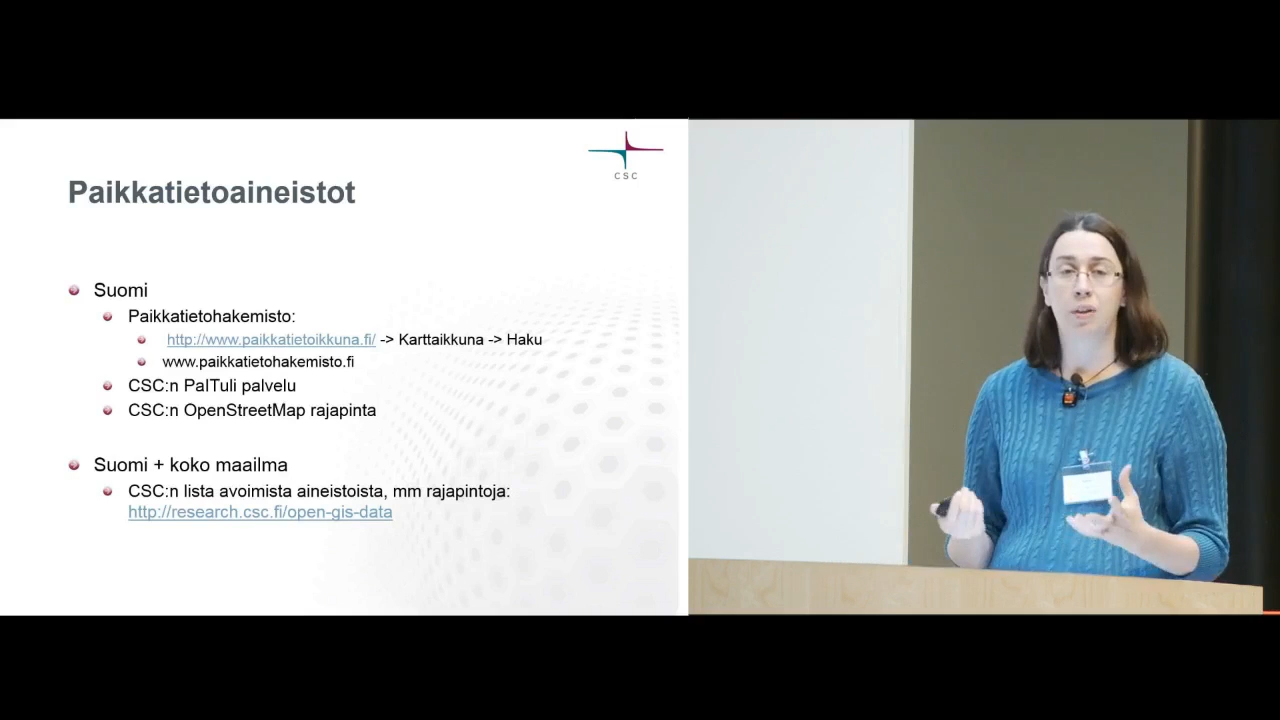 CSC
Paikkatietoaineistot
Suomi
Paikkatietohakemisto:
http://www.paikkatietoikkuna.fi/ -> Karttaikkuna -> Haku
www.paikkatietohakemisto.fi
CSC:n PaITuli palvelu
CSC:n OpenStreetMap rajapinta
Suomi + koko maailma
CSC:n lista avoimista aineistoista, mm rajapintoja:
http://research.csc.fi/open-gis-data